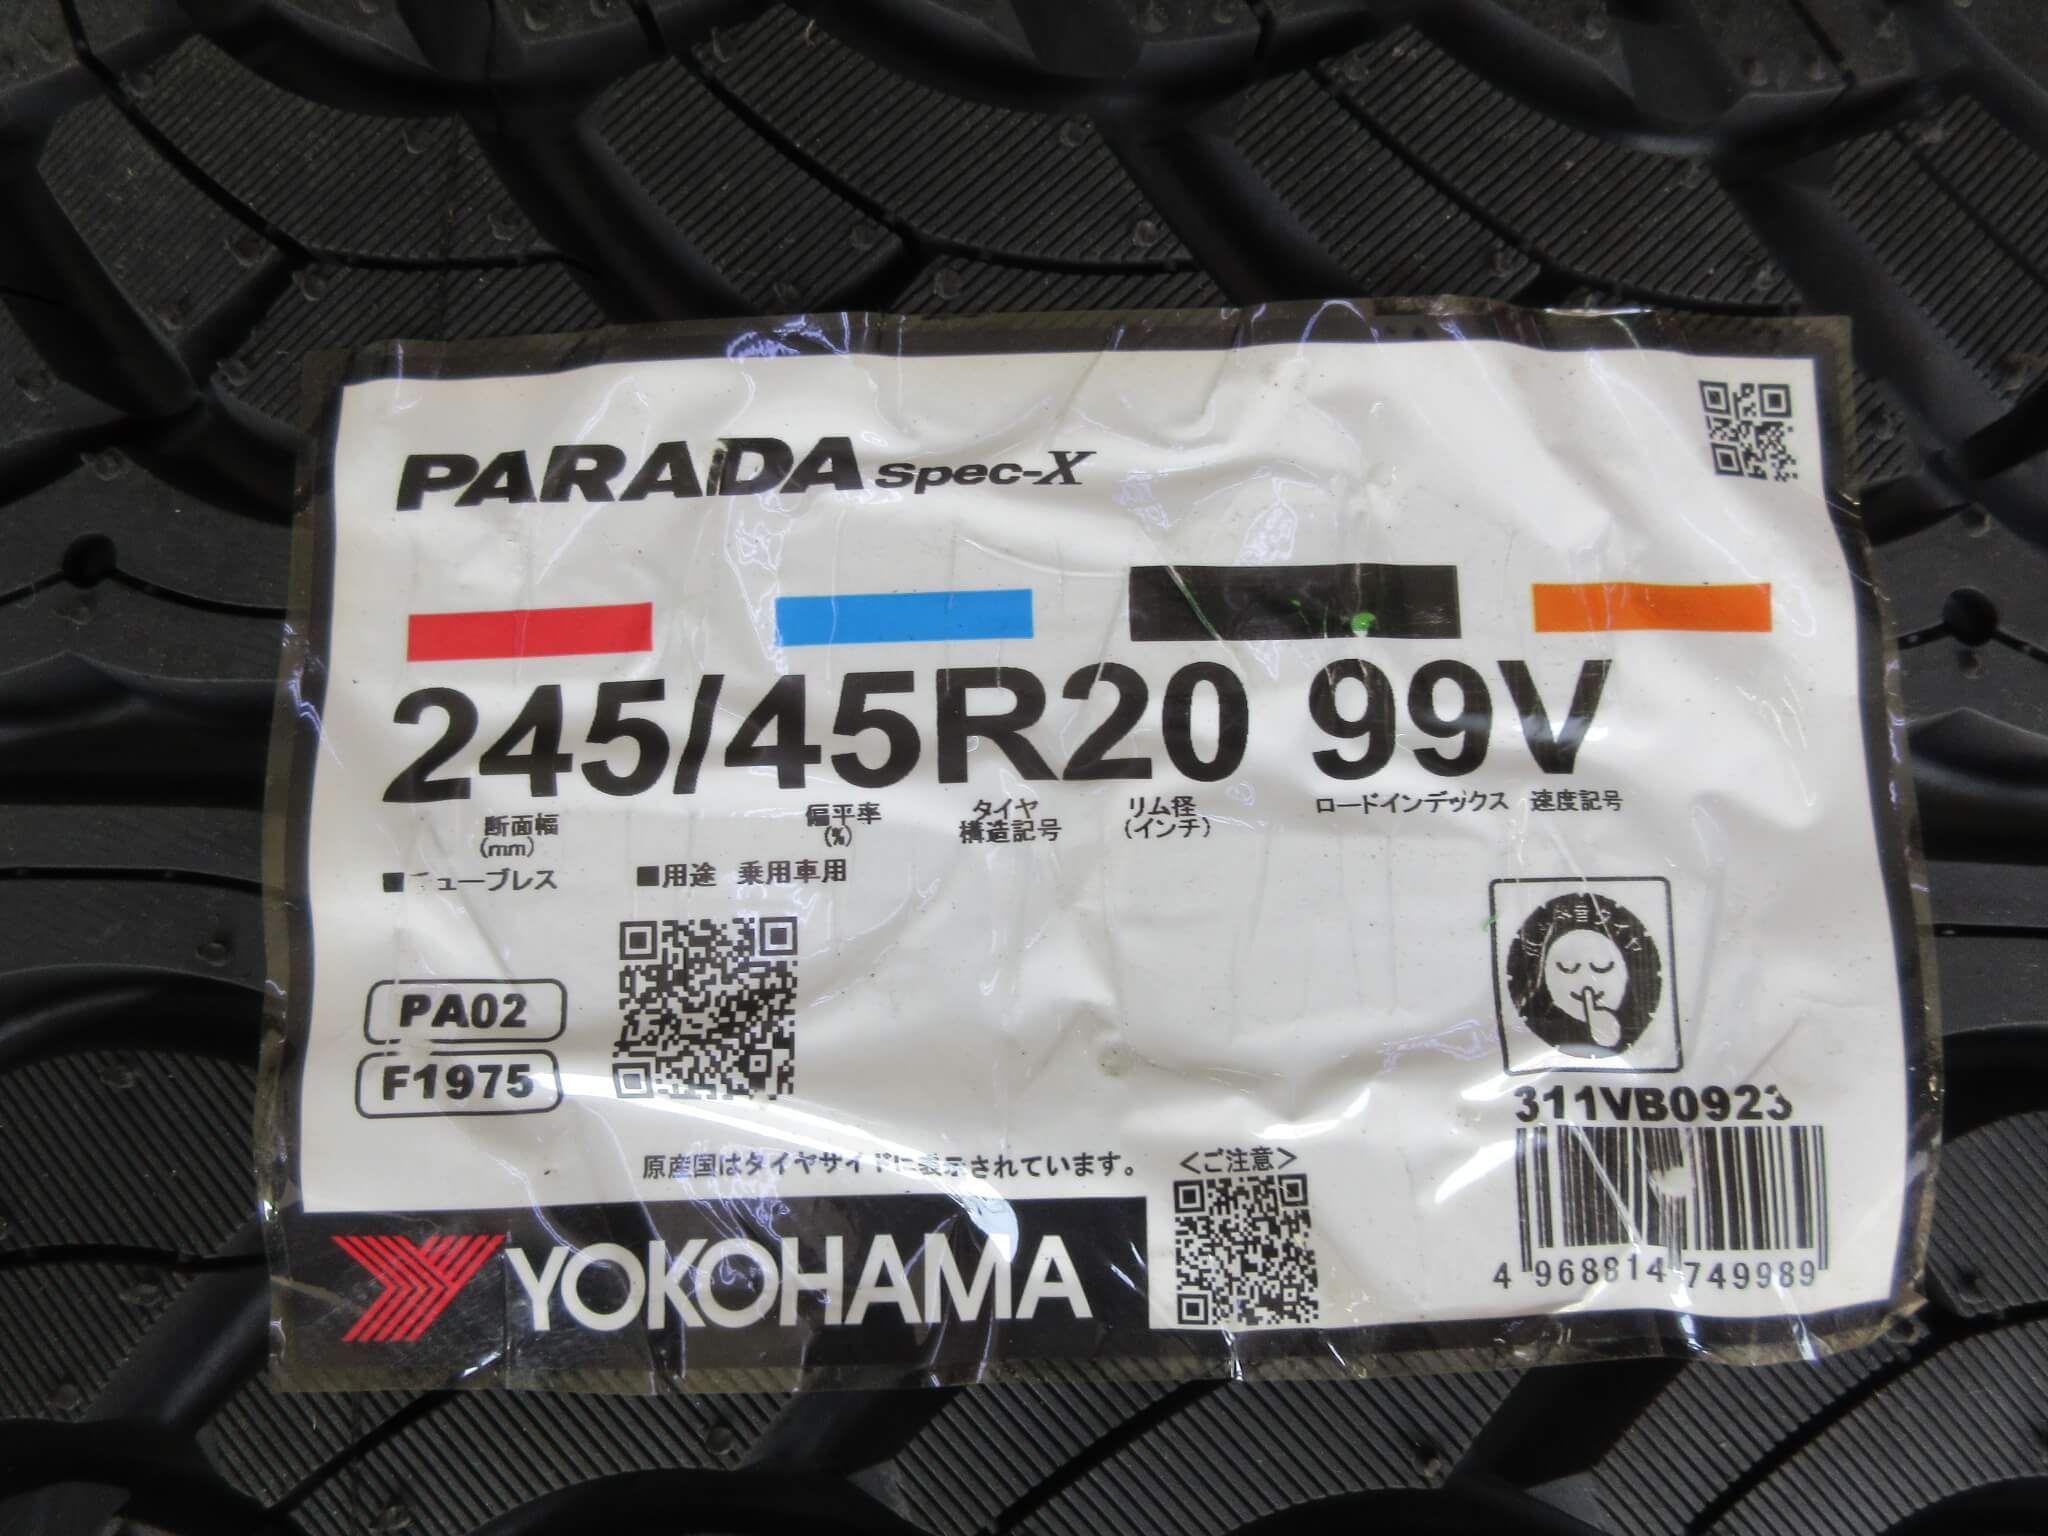 PARADA spec-X
245/45R20 99V
断面幅 偏平率 タイヤ リム径 ロードインデックス 速度記号
(mm) (%) 構造記号 (インチ)
■チューブレス ■用途 乗用車用
PA02
F1975
311VB0923
原産国はタイヤサイドに表示されています。
<ご注意>
4 968814 749989
YOKOHAMA